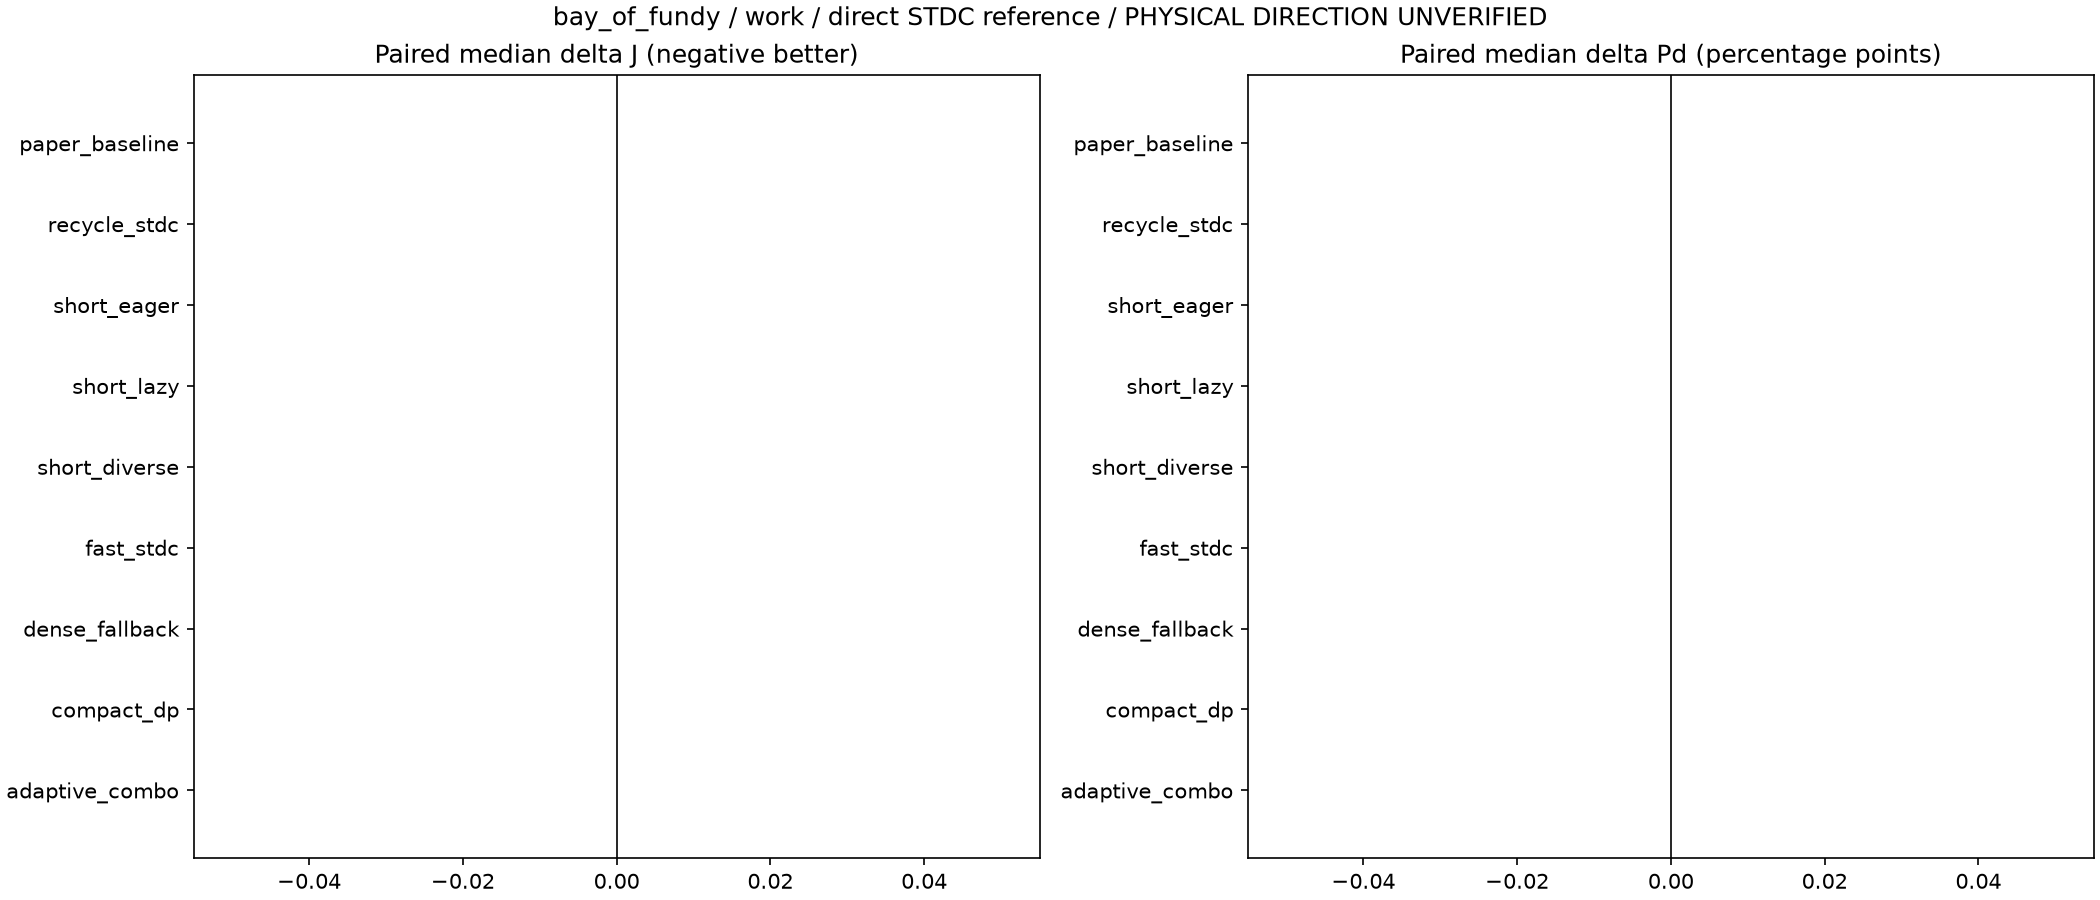 bay_of_fundy / work / direct STDC reference / PHYSICAL DIRECTION UNVERIFIED
Paired median delta J (negative better)
paper_baseline
recycle_stdc
short_eager
short_lazy
short_diverse
fast_stdc
dense_fallback
compact_dp
adaptive_combo
−0.04 −0.02 0.00 0.02 0.04
Paired median delta Pd (percentage points)
paper_baseline
recycle_stdc
short_eager
short_lazy
short_diverse
fast_stdc
dense_fallback
compact_dp
adaptive_combo
−0.04 −0.02 0.00 0.02 0.04